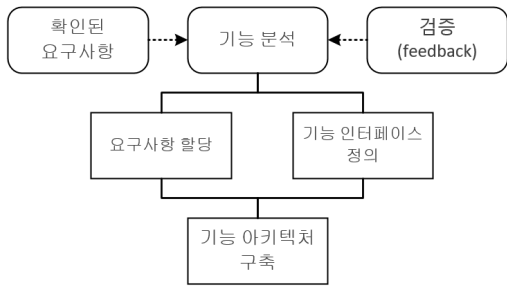 확인된
요구사항
기능 분석
검증
(feedback)
요구사항 할당
기능 인터페이스
정의
기능 아키텍처
구축